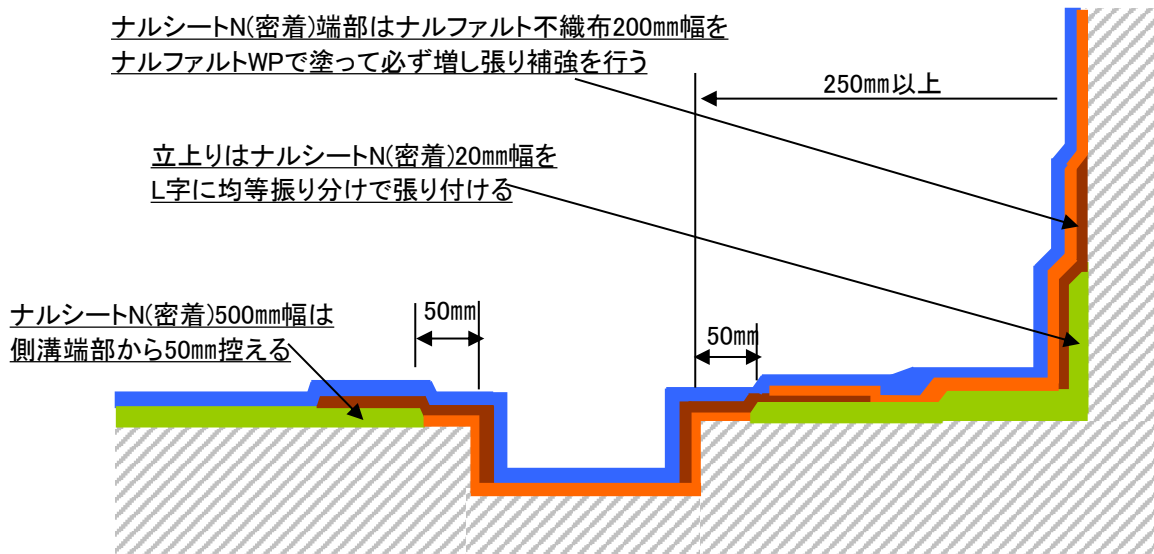 ナルシートN(密着)端部はナルファルト不織布200㎜幅を
ナルファルトWPで塗って必ず増し張り補強を行う
250㎜以上
立上りはナルシートN(密着)20㎜幅を
L字に均等振り分けで張り付ける
ナルシートN(密着)500㎜幅は
側溝端部から50㎜控える
50㎜
50㎜